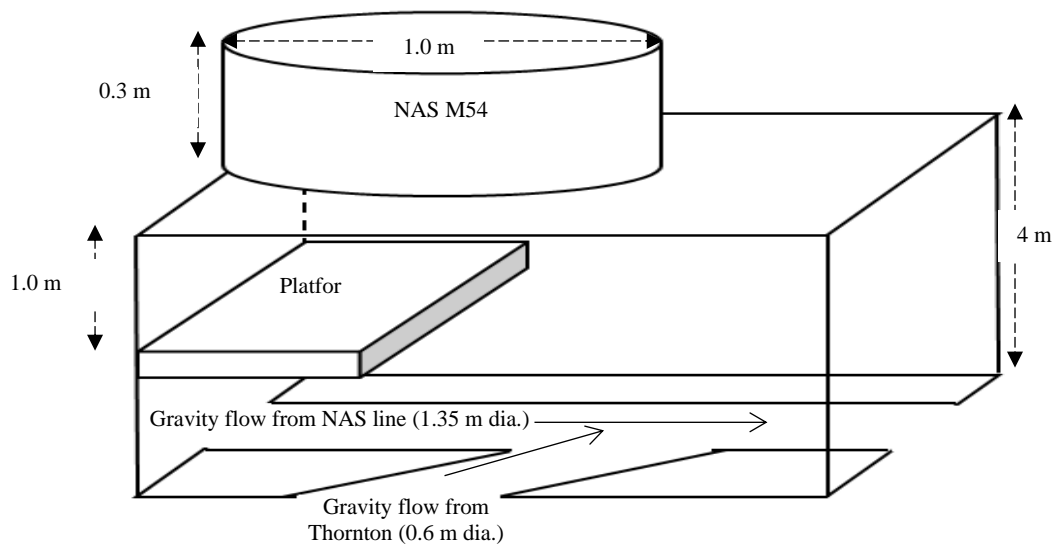 1.0 m
0.3 m
NAS M54
4 m
1.0 m
Platfor
Gravity flow from NAS line (1.35 m dia.)
Gravity flow from
Thornton (0.6 m dia.)